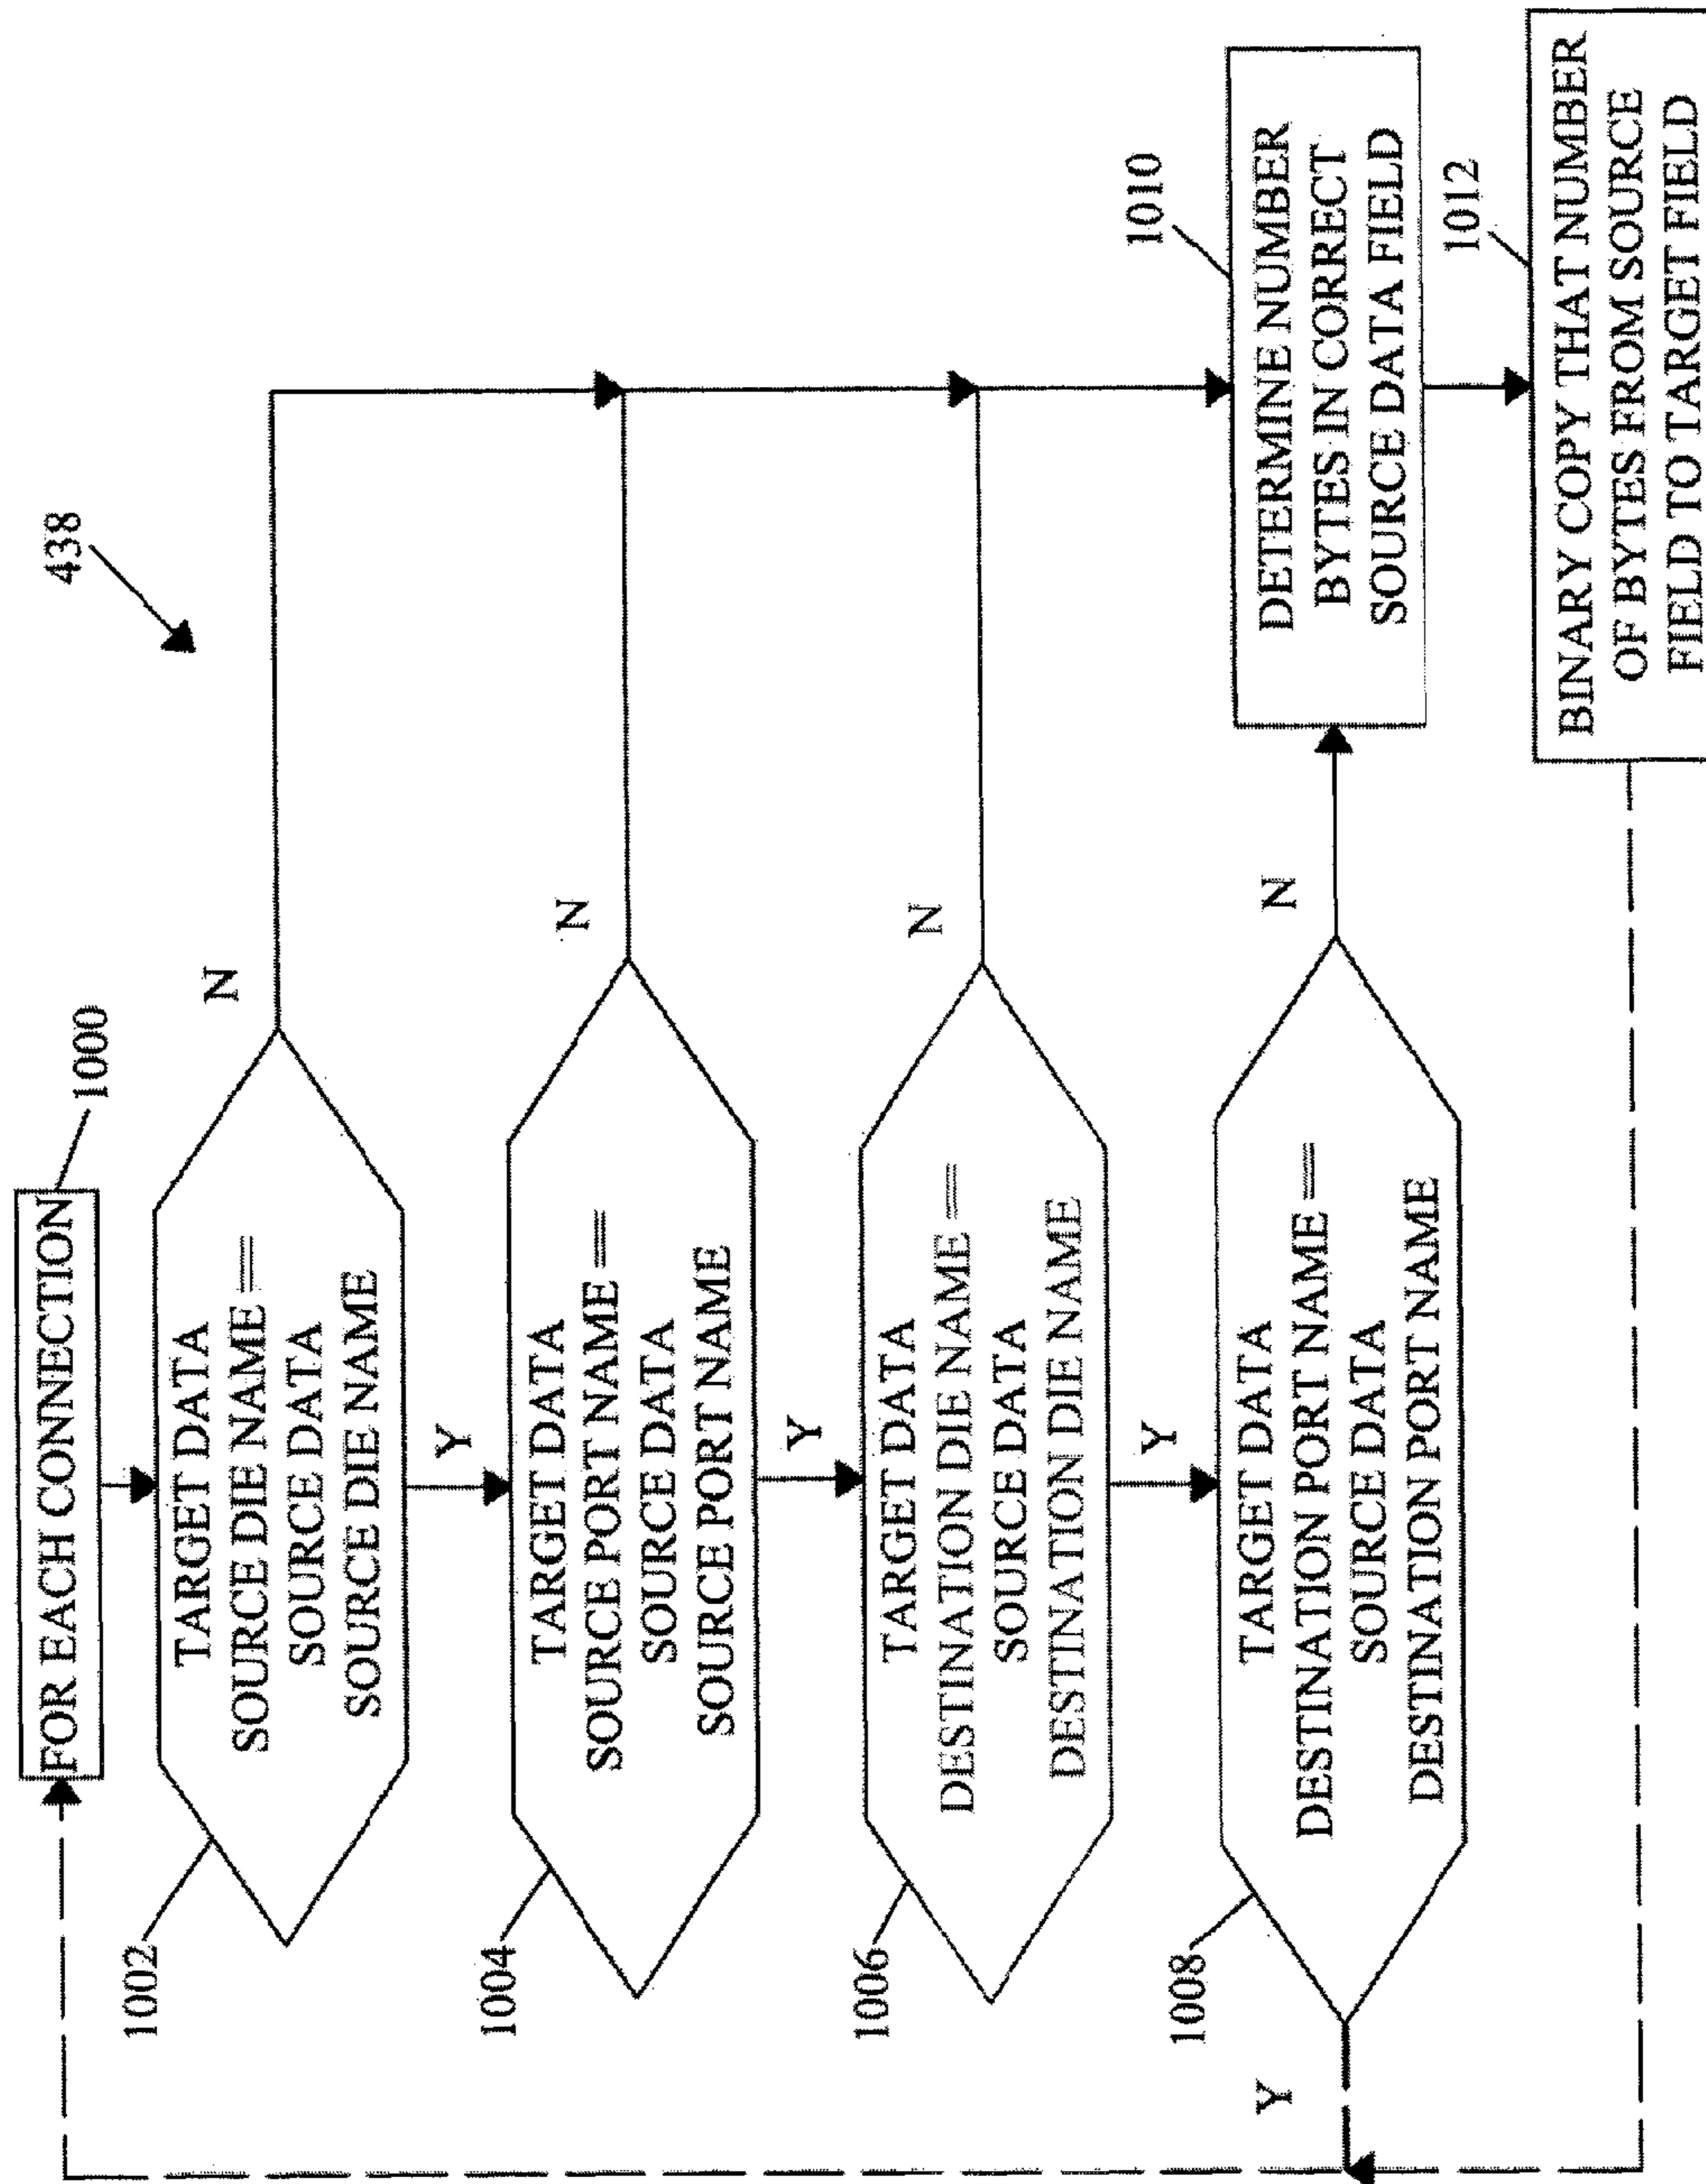 438
FOR EACH CONNECTION
1000
1002
TARGET DATA
SOURCE DIE NAME =
SOURCE DATA
SOURCE DIE NAME
N
Y
1004
TARGET DATA
SOURCE PORT NAME =
SOURCE DATA
SOURCE PORT NAME
N
Y
1006
TARGET DATA
DESTINATION DIE NAME =
SOURCE DATA
DESTINATION DIE NAME
N
Y
1008
TARGET DATA
DESTINATION PORT NAME =
SOURCE DATA
DESTINATION PORT NAME
N
Y
1010
DETERMINE NUMBER
BYTES IN CORRECT
SOURCE DATA FIELD
1012
BINARY COPY THAT NUMBER
OF BYTES FROM SOURCE
FIELD TO TARGET FIELD